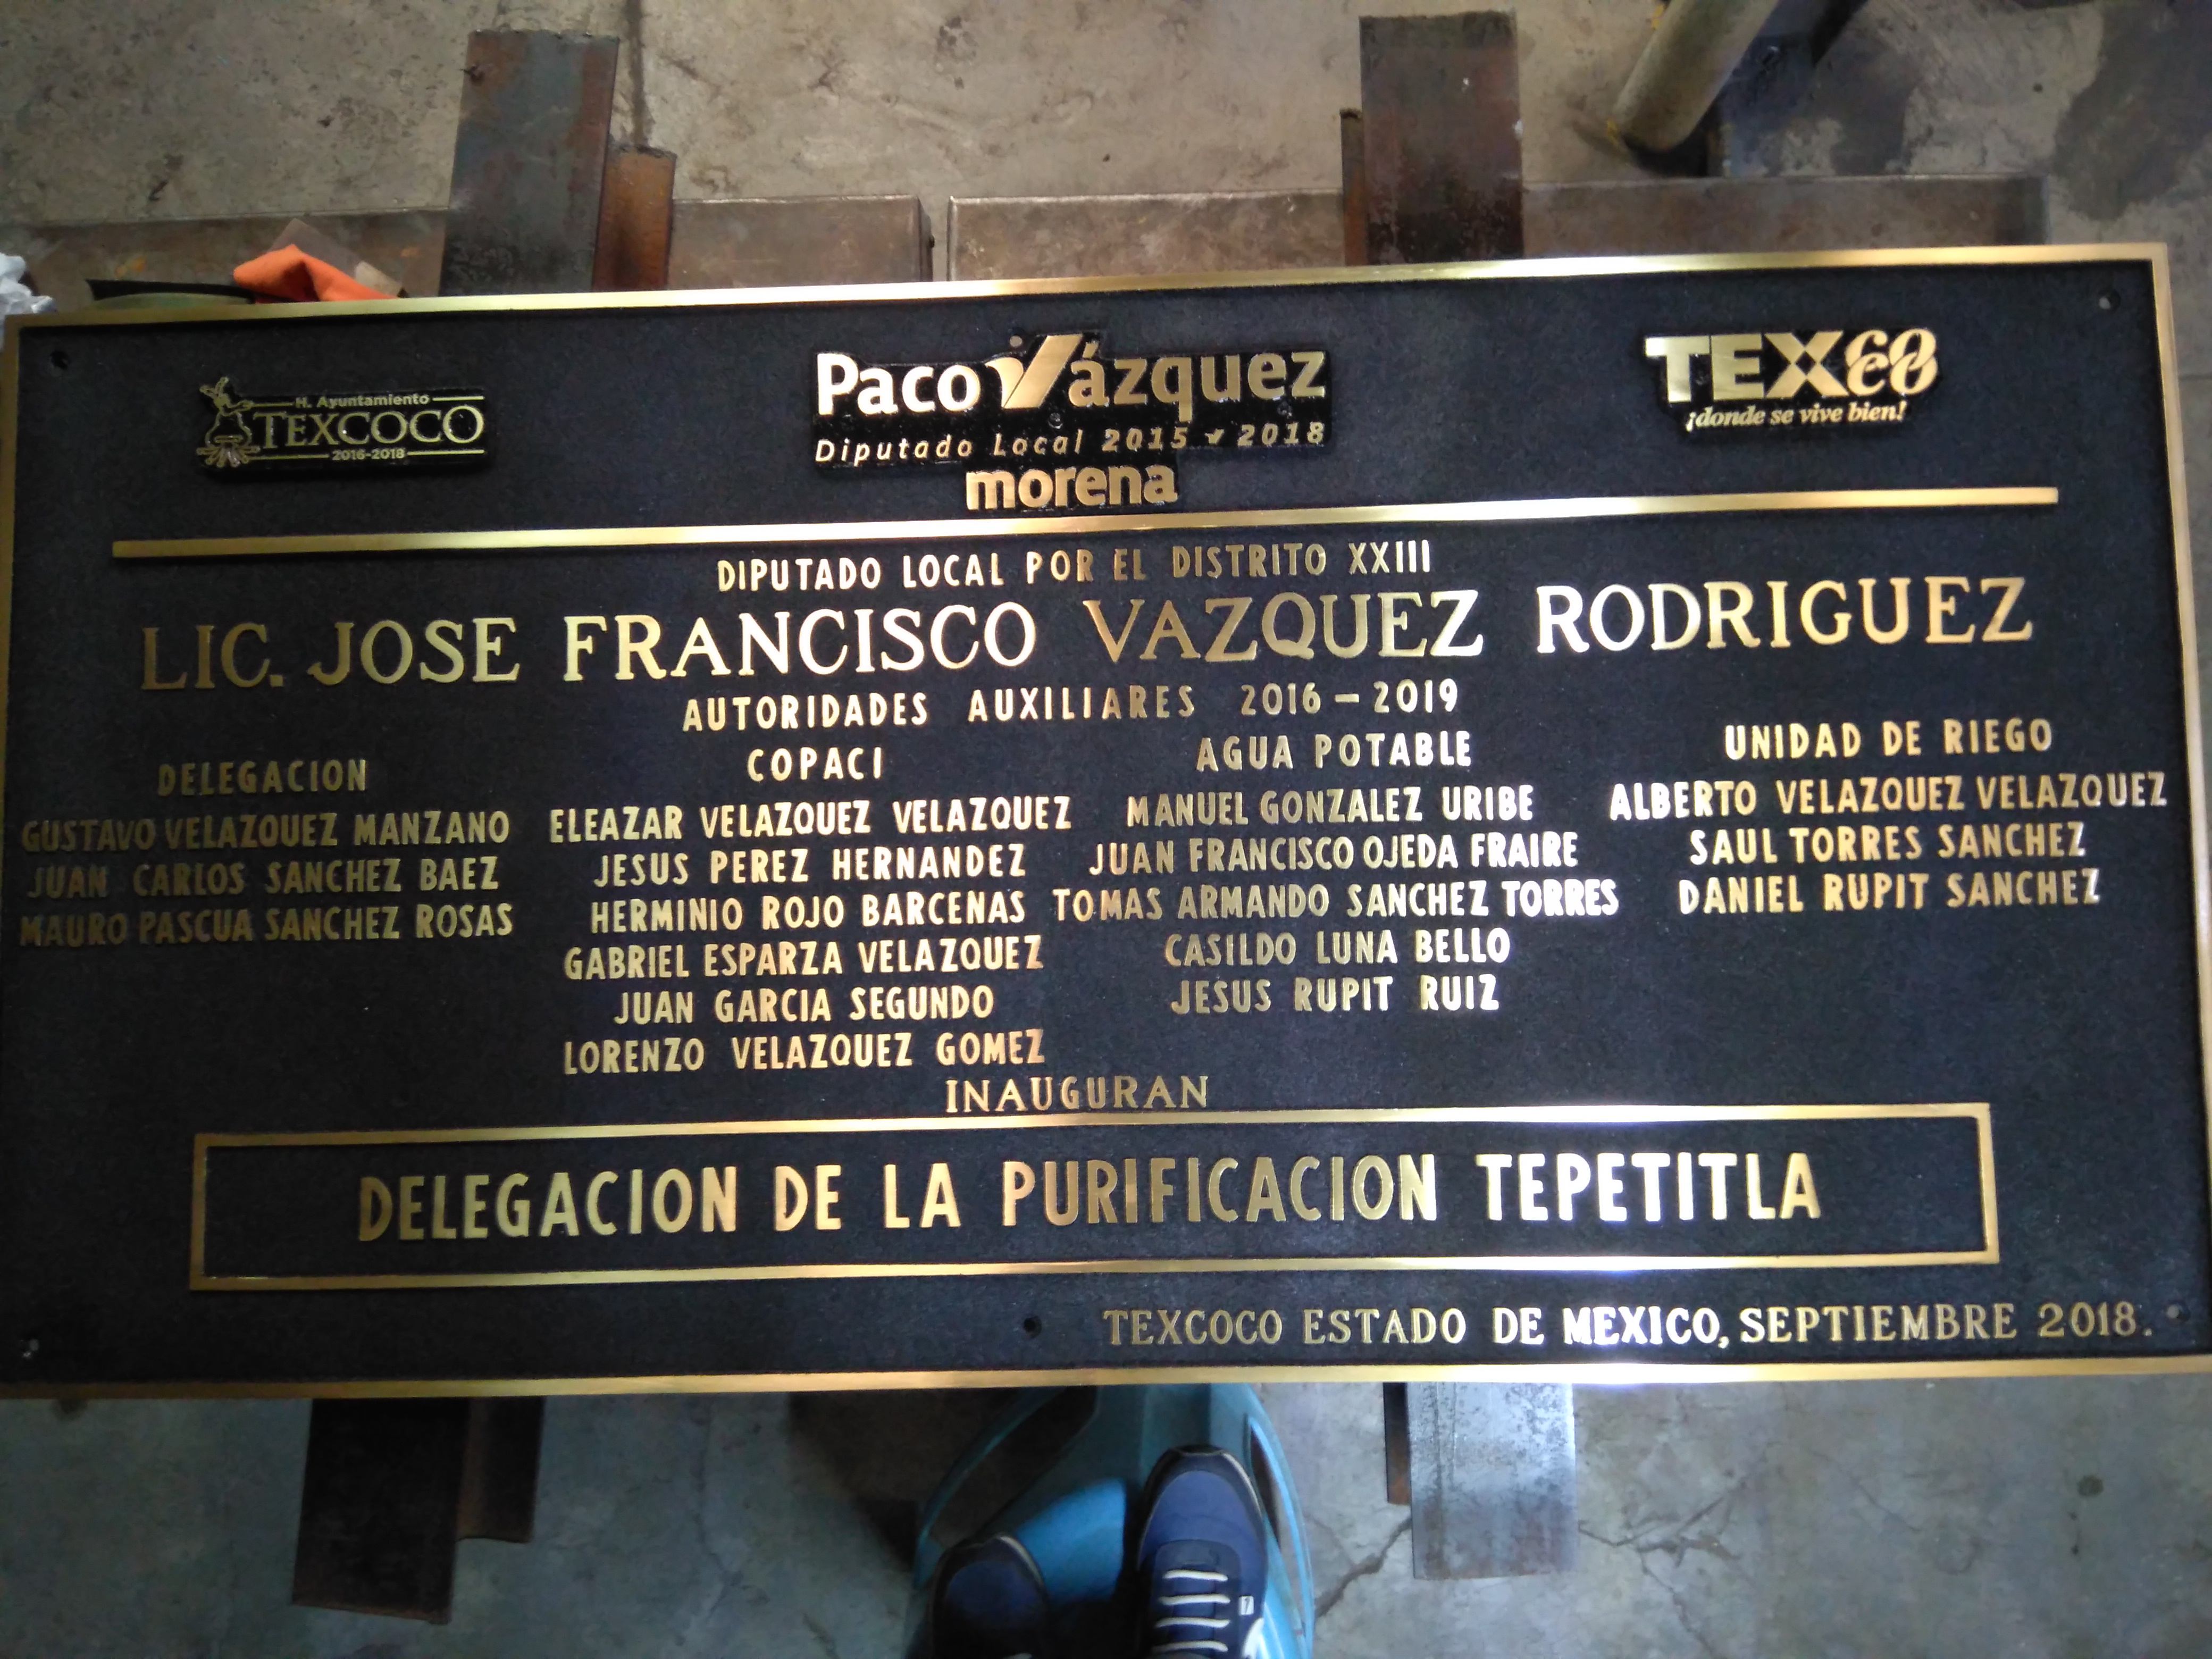 H. Ayuntamiento
TEXCOCO
2016-2018
Paco Vázquez
Diputado Local 2015 2018
morena
TEXCOCO
¡donde se vive bien!
DIPUTADO LOCAL POR EL DISTRITO XXIII
LIC. JOSE FRANCISCO VAZQUEZ RODRIGUEZ
AUTORIDADES AUXILIARES 2016 – 2019
DELEGACION
GUSTAVO VELAZQUEZ MANZANO
JUAN CARLOS SANCHEZ BAEZ
MAURO PASCUA SANCHEZ ROSAS
COPACI
ELEAZAR VELAZQUEZ VELAZQUEZ
JESUS PEREZ HERNANDEZ
HERMINIO ROJO BARCENAS
GABRIEL ESPARZA VELAZQUEZ
JUAN GARCIA SEGUNDO
LORENZO VELAZQUEZ GOMEZ
AGUA POTABLE
MANUEL GONZALEZ URIBE
JUAN FRANCISCO OJEDA FRAIRE
TOMAS ARMANDO SANCHEZ TORRES
CASILDO LUNA BELLO
JESUS RUPIT RUIZ
UNIDAD DE RIEGO
ALBERTO VELAZQUEZ VELAZQUEZ
SAUL TORRES SANCHEZ
DANIEL RUPIT SANCHEZ
INAUGURAN
DELEGACION DE LA PURIFICACION TEPETITLA
TEXCOCO ESTADO DE MEXICO, SEPTIEMBRE 2018.